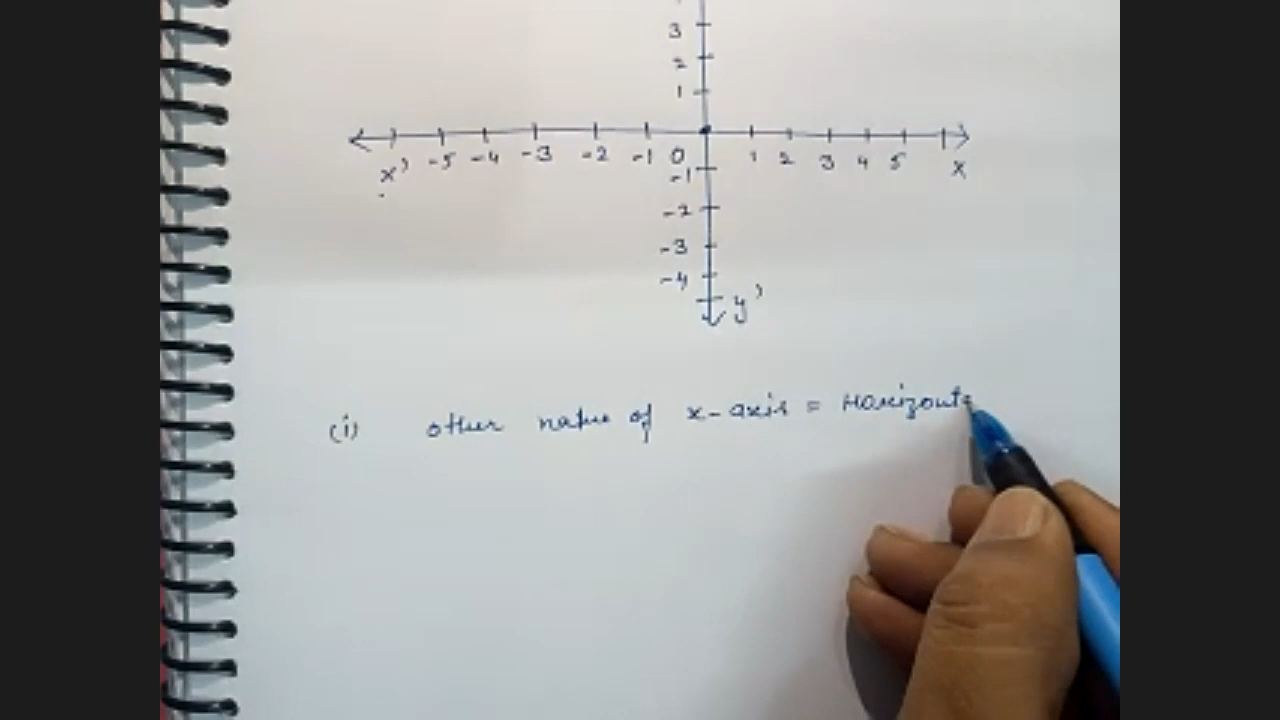 3
2
1
-5 -4 -3 -2 -1 0 1 2 3 4 5
x' x
-1
-2
-3
-4
y'
(i) other name of x-axis = Horizonta